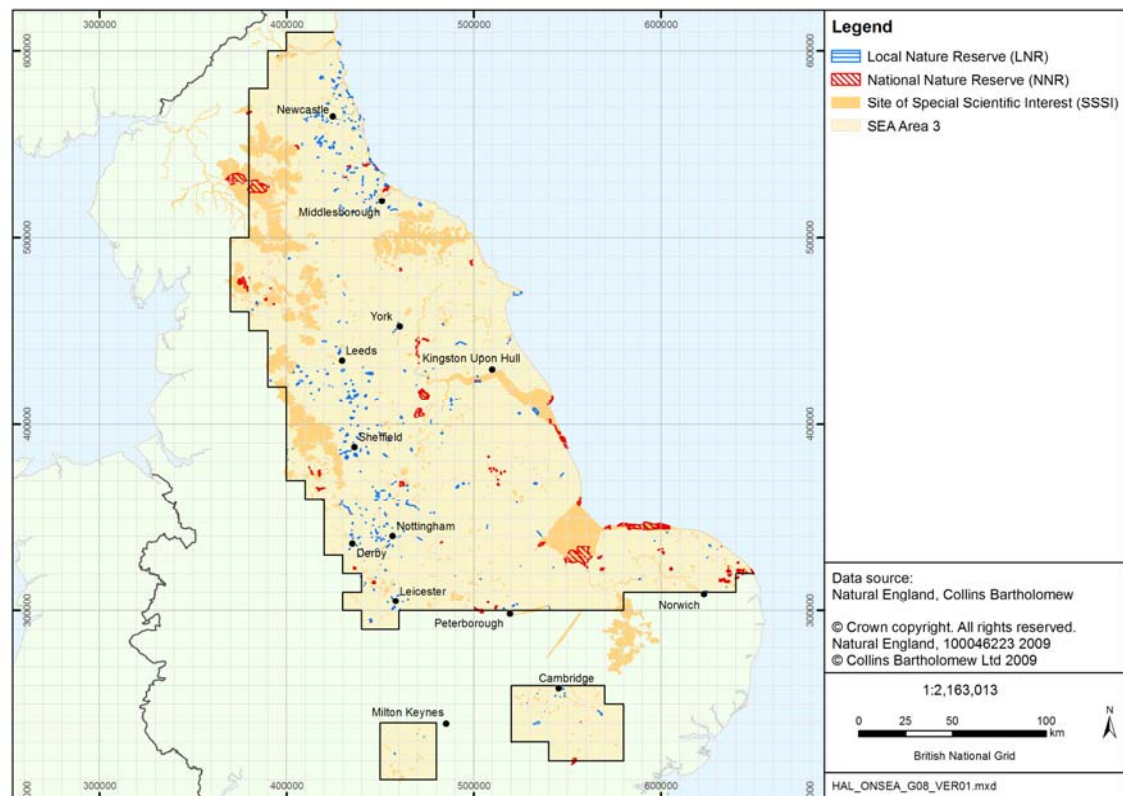 300000 400000 500000 600000
600000 600000
Newcastle
Middlesborough
500000 500000
York
Leeds
Kingston Upon Hull
400000 400000
Sheffield
Nottingham
Derby
Leicester
Norwich
300000 300000
Peterborough
Cambridge
Milton Keynes
300000 400000 500000 600000
Legend
Local Nature Reserve (LNR)
National Nature Reserve (NNR)
Site of Special Scientific Interest (SSSI)
SEA Area 3
Data source:
Natural England, Collins Bartholomew
© Crown copyright. All rights reserved.
Natural England, 100046223 2009
© Collins Bartholomew Ltd 2009
1:2,163,013
N
0 25 50 100
km
British National Grid
HAL_ONSEA_G08_VER01.mxd